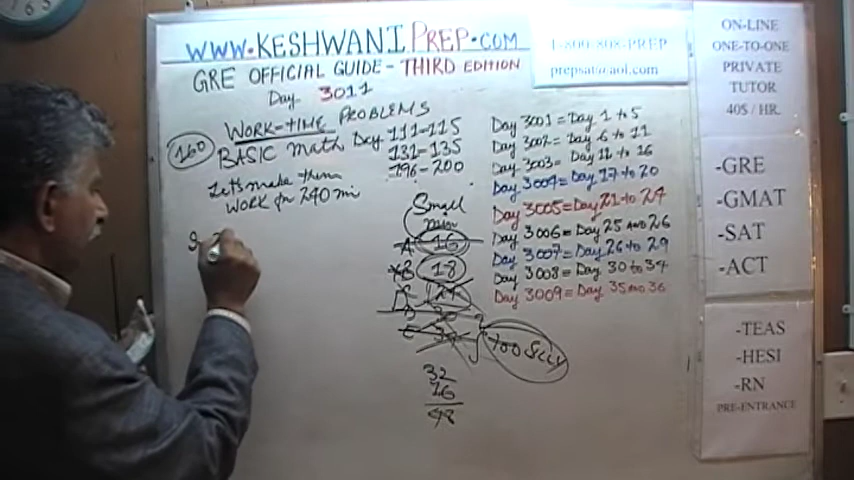 WWW.KESHWANIPREP.COM
1-800-808-PREP
prepsat@aol.com
GRE OFFICIAL GUIDE - THIRD EDITION
Day 3011
160
WORK-TIME PROBLEMS
BASIC math Day 111-115
131-135
196-200
Let's make them
WORK for 240 min
Small
min
A 16
B 18
C 24
too silly
32
16
48
Day 3001 = Day 1 to 5
Day 3002 = Day 6 to 11
Day 3003 = Day 12 to 16
Day 3004 = Day 17 to 20
Day 3005 = Day 21 to 24
Day 3006 = Day 25 and 26
Day 3007 = Day 26 to 29
Day 3008 = Day 30 to 34
Day 3009 = Day 35 and 36
ON-LINE
ONE-TO-ONE
PRIVATE
TUTOR
40$ / HR.
-GRE
-GMAT
-SAT
-ACT
-TEAS
-HESI
-RN
PRE-ENTRANCE